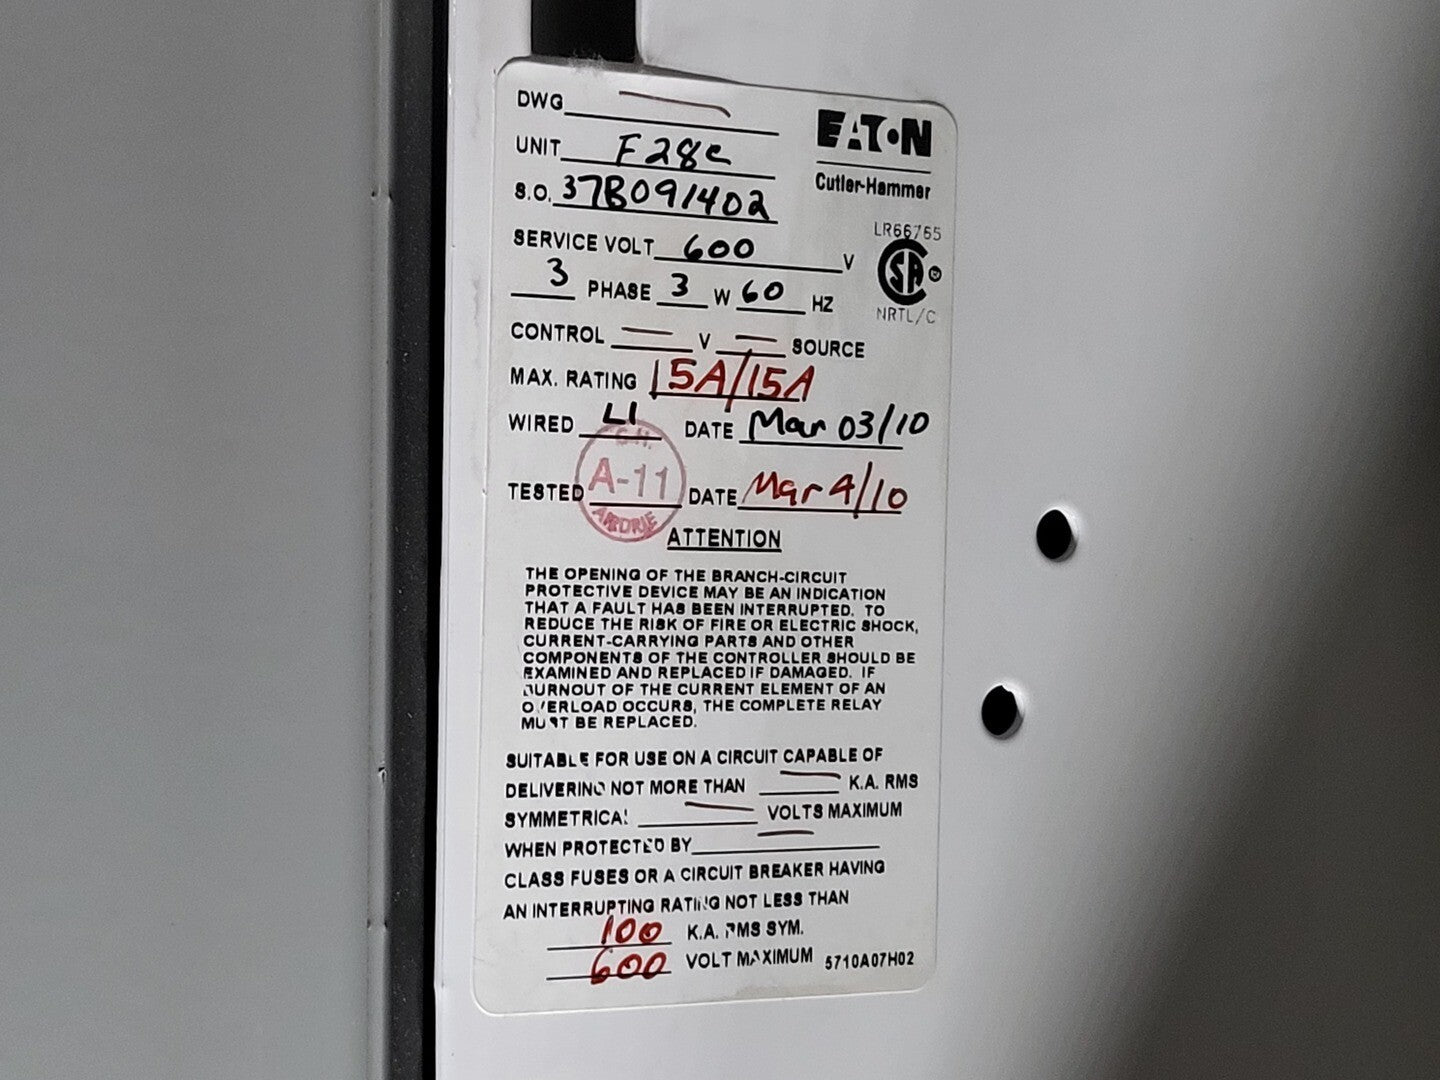 DWG
EATON
UNIT F28c
Cutler-Hammer
S.O. 37B091402
LR66765
SERVICE VOLT 600 V
SA
3 PHASE 3 W 60 HZ
NRTL/C
CONTROL — V — SOURCE
MAX. RATING 15A/15A
WIRED LI DATE Mar 03/10
TESTED A-11 DATE Mar 4/10
AIRDRIE
ATTENTION
THE OPENING OF THE BRANCH-CIRCUIT
PROTECTIVE DEVICE MAY BE AN INDICATION
THAT A FAULT HAS BEEN INTERRUPTED. TO
REDUCE THE RISK OF FIRE OR ELECTRIC SHOCK,
CURRENT-CARRYING PARTS AND OTHER
COMPONENTS OF THE CONTROLLER SHOULD BE
EXAMINED AND REPLACED IF DAMAGED. IF
BURNOUT OF THE CURRENT ELEMENT OF AN
OVERLOAD OCCURS, THE COMPLETE RELAY
MUST BE REPLACED.
SUITABLE FOR USE ON A CIRCUIT CAPABLE OF
DELIVERING NOT MORE THAN — K.A. RMS
SYMMETRICAL — VOLTS MAXIMUM
WHEN PROTECTED BY —
CLASS FUSES OR A CIRCUIT BREAKER HAVING
AN INTERRUPTING RATING NOT LESS THAN
100 K.A. RMS SYM.
600 VOLT MAXIMUM 5710A07H02